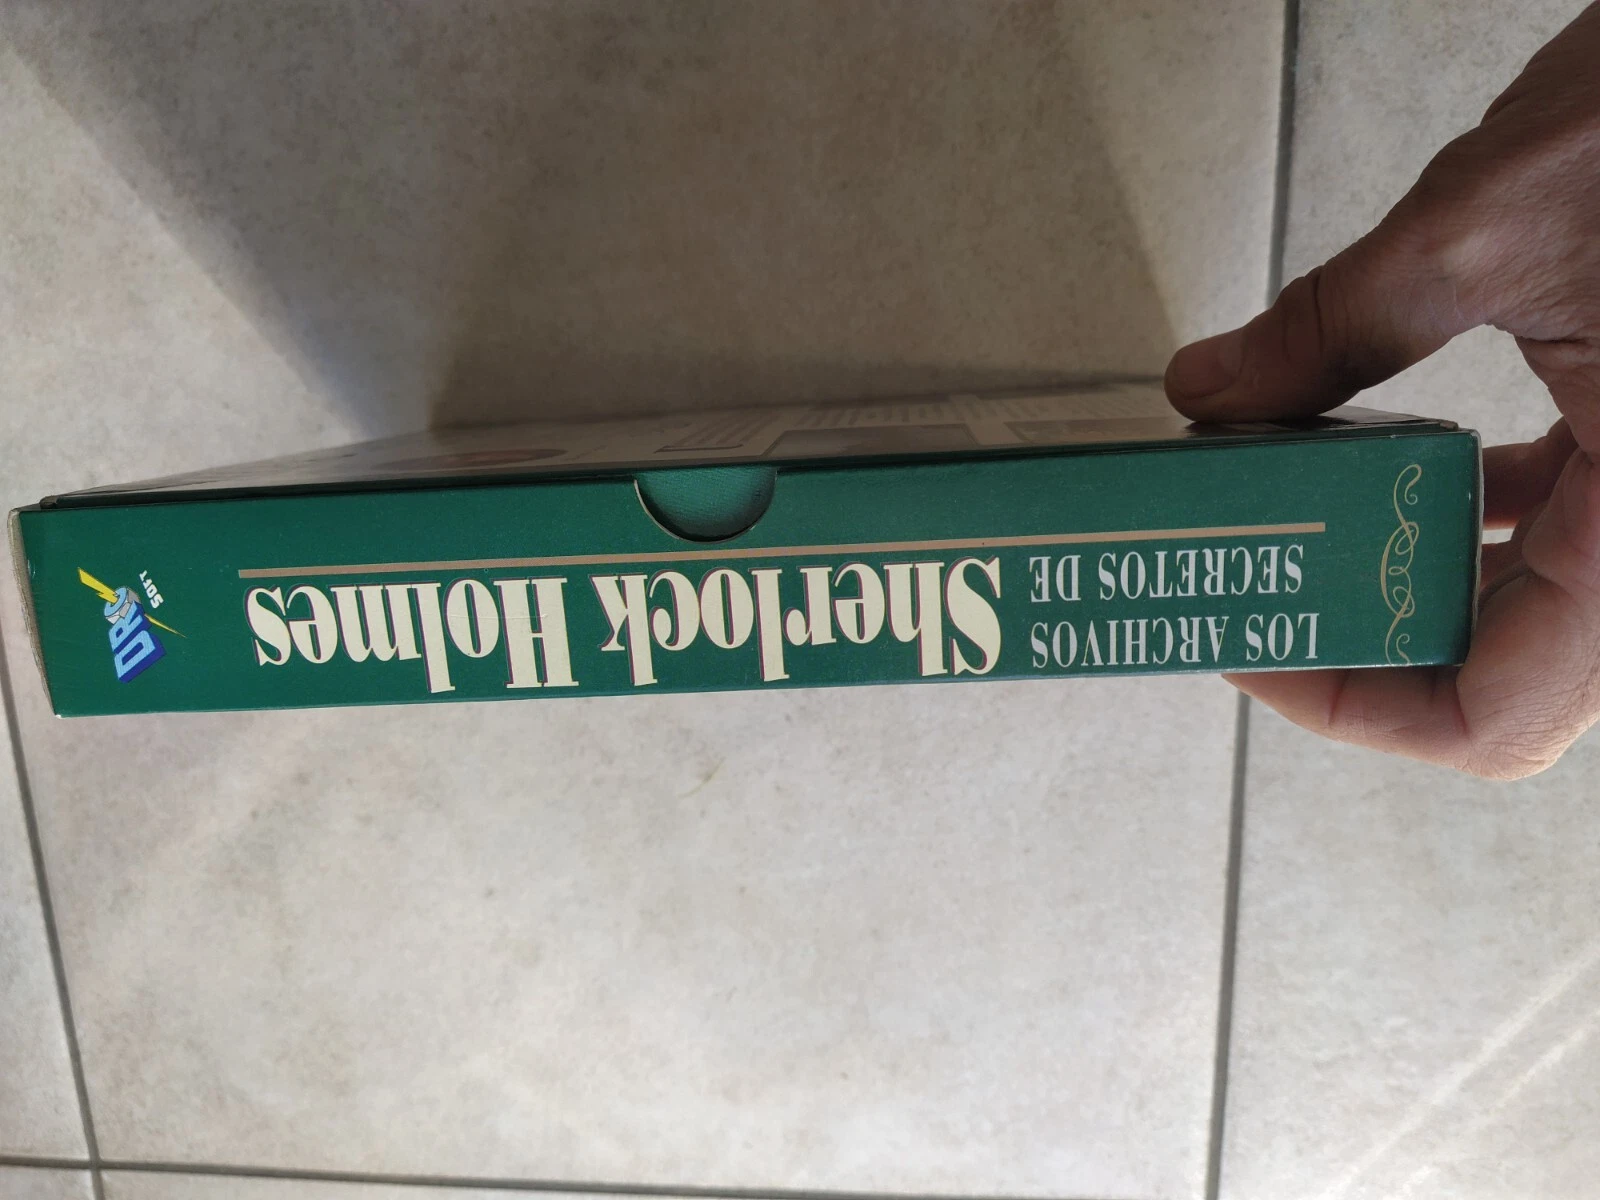 LOS ARCHIVOS
SECRETOS DE
Sherlock Holmes
DRO
SOFT